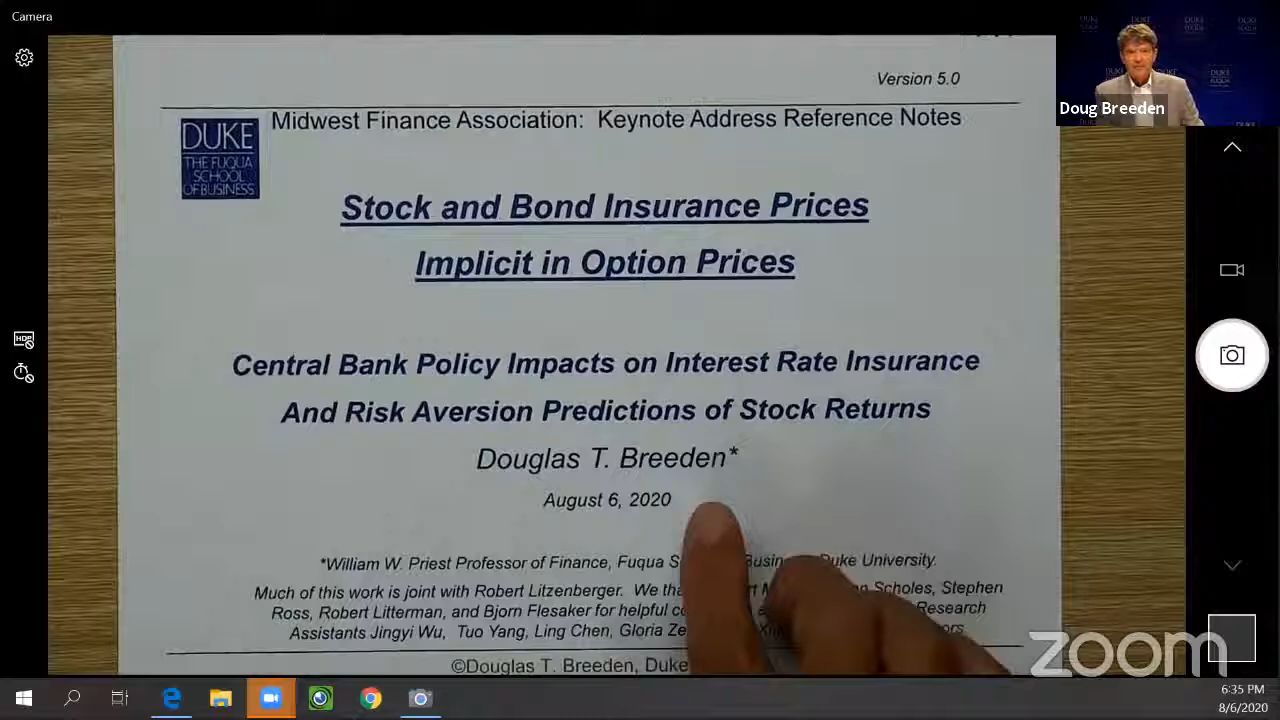 Camera
Version 5.0
Midwest Finance Association: Keynote Address Reference Notes
DUKE
THE FUQUA
SCHOOL
OF BUSINESS
Stock and Bond Insurance Prices
Implicit in Option Prices
Central Bank Policy Impacts on Interest Rate Insurance
And Risk Aversion Predictions of Stock Returns
Douglas T. Breeden*
August 6, 2020
*William W. Priest Professor of Finance, Fuqua Duke University.
Much of this work is joint with Robert Litzenberger. We Scholes, Stephen
Ross, Robert Litterman, and Bjorn Flesaker for helpful Research
Assistants Jingyi Wu, Tuo Yang, Ling Chen, Gloria
©Douglas T. Breeden, Duke
Doug Breeden
zoom
6:35 PM
8/6/2020